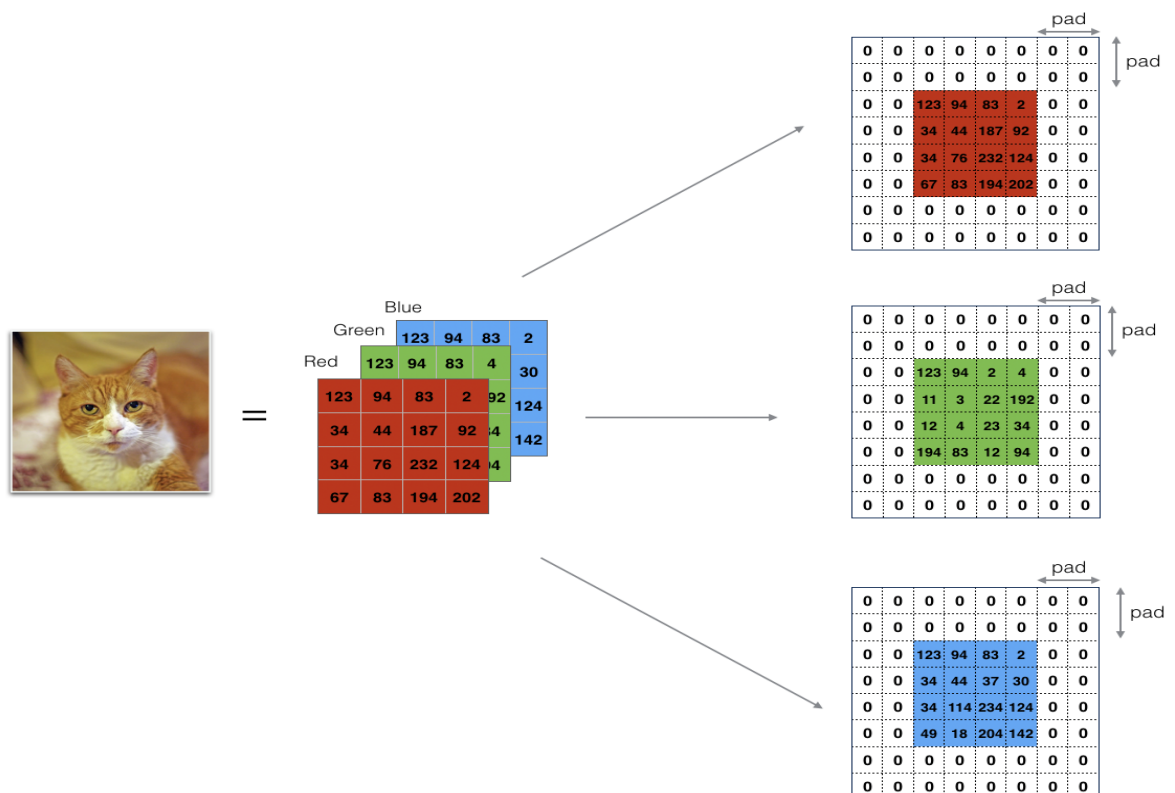 pad
0 0 0 0 0 0 0 0
pad
0 0 0 0 0 0 0 0
0 0 123 94 83 2 0 0
0 0 34 44 187 92 0 0
0 0 34 76 232 124 0 0
0 0 67 83 194 202 0 0
0 0 0 0 0 0 0 0
0 0 0 0 0 0 0 0
Blue
123 94 83 2
30
124
142
Green
123 94 83 4
92
34
94
Red
123 94 83 2
34 44 187 92
34 76 232 124
67 83 194 202
=
pad
0 0 0 0 0 0 0 0
pad
0 0 0 0 0 0 0 0
0 0 123 94 2 4 0 0
0 0 11 3 22 192 0 0
0 0 12 4 23 34 0 0
0 0 194 83 12 94 0 0
0 0 0 0 0 0 0 0
0 0 0 0 0 0 0 0
pad
0 0 0 0 0 0 0 0
pad
0 0 0 0 0 0 0 0
0 0 123 94 83 2 0 0
0 0 34 44 37 30 0 0
0 0 34 114 234 124 0 0
0 0 49 18 204 142 0 0
0 0 0 0 0 0 0 0
0 0 0 0 0 0 0 0